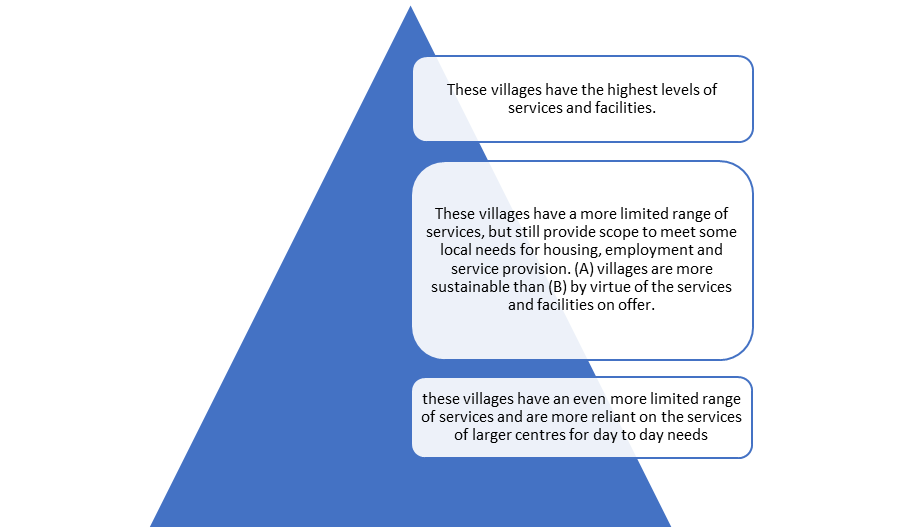 These villages have the highest levels of
services and facilities.
These villages have a more limited range of
services, but still provide scope to meet some
local needs for housing, employment and
service provision. (A) villages are more
sustainable than (B) by virtue of the services
and facilities on offer.
these villages have an even more limited range
of services and are more reliant on the services
of larger centres for day to day needs